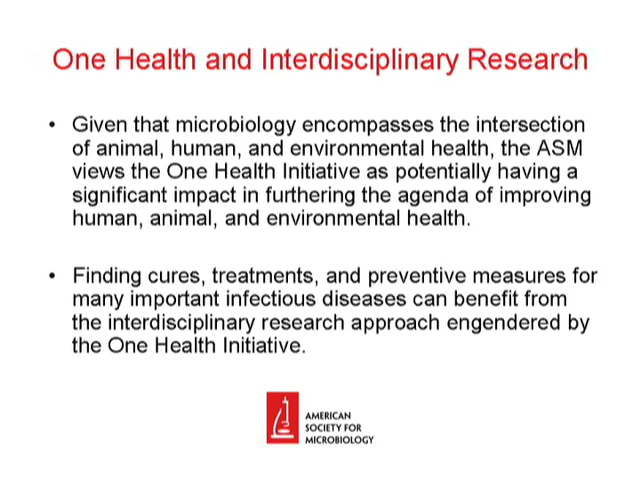 One Health and Interdisciplinary Research
• Given that microbiology encompasses the intersection
of animal, human, and environmental health, the ASM
views the One Health Initiative as potentially having a
significant impact in furthering the agenda of improving
human, animal, and environmental health.
• Finding cures, treatments, and preventive measures for
many important infectious diseases can benefit from
the interdisciplinary research approach engendered by
the One Health Initiative.
AMERICAN
SOCIETY FOR
MICROBIOLOGY